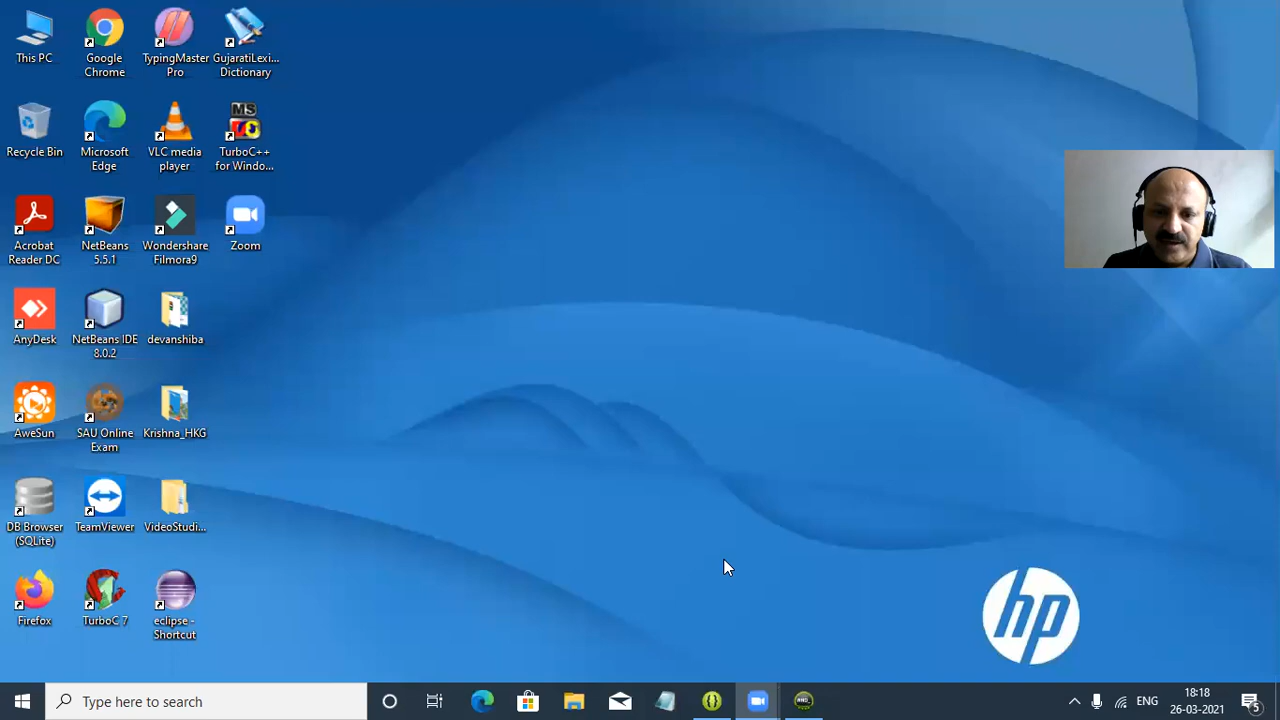 This PC
Google
Chrome
TypingMaster
Pro
GujaratiLexi...
Dictionary
Recycle Bin
Microsoft
Edge
VLC media
player
MS
TurboC++
for Windo...
Acrobat
Reader DC
NetBeans
5.5.1
Wondershare
Filmora9
Zoom
AnyDesk
NetBeans IDE
8.0.2
devanshiba
AweSun
SAU Online
Exam
Krishna_HKG
DB Browser
(SQLite)
TeamViewer
VideoStudi...
Firefox
TurboC 7
eclipse -
Shortcut
hp
Type here to search
ENG
18:18
26-03-2021
5